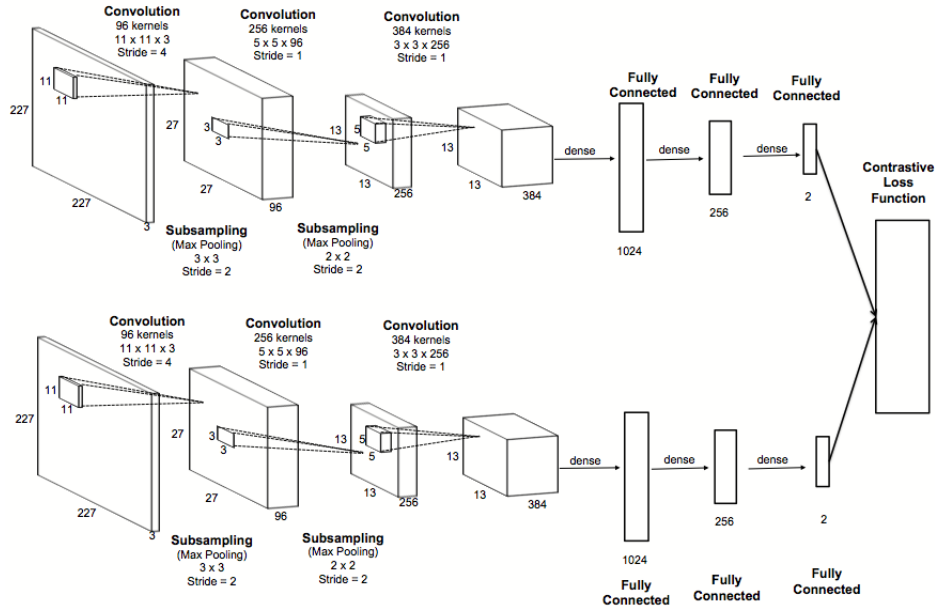 Convolution
96 kernels
11 x 11 x 3
Stride = 4
Convolution
256 kernels
5 x 5 x 96
Stride = 1
Convolution
384 kernels
3 x 3 x 256
Stride = 1
227
11
11
227
3
27
3
3
27
96
13
5
5
13
256
13
13
384
dense
Fully
Connected
1024
dense
Fully
Connected
256
dense
Fully
Connected
2
Contrastive
Loss
Function
Subsampling
(Max Pooling)
3 x 3
Stride = 2
Subsampling
(Max Pooling)
2 x 2
Stride = 2
Convolution
96 kernels
11 x 11 x 3
Stride = 4
Convolution
256 kernels
5 x 5 x 96
Stride = 1
Convolution
384 kernels
3 x 3 x 256
Stride = 1
227
11
11
227
3
27
3
3
27
96
13
5
5
13
256
13
13
384
dense
1024
Fully
Connected
dense
256
Fully
Connected
dense
2
Fully
Connected
Subsampling
(Max Pooling)
3 x 3
Stride = 2
Subsampling
(Max Pooling)
2 x 2
Stride = 2